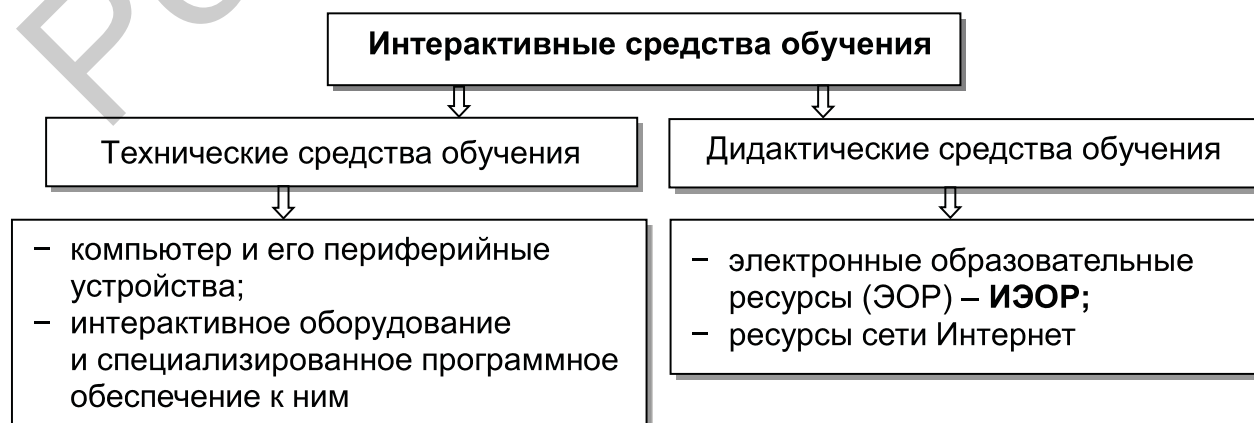 Интерактивные средства обучения
Технические средства обучения
Дидактические средства обучения
– компьютер и его периферийные
устройства;
– интерактивное оборудование
и специализированное программное
обеспечение к ним
– электронные образовательные
ресурсы (ЭОР) – ИЭОР;
– ресурсы сети Интернет